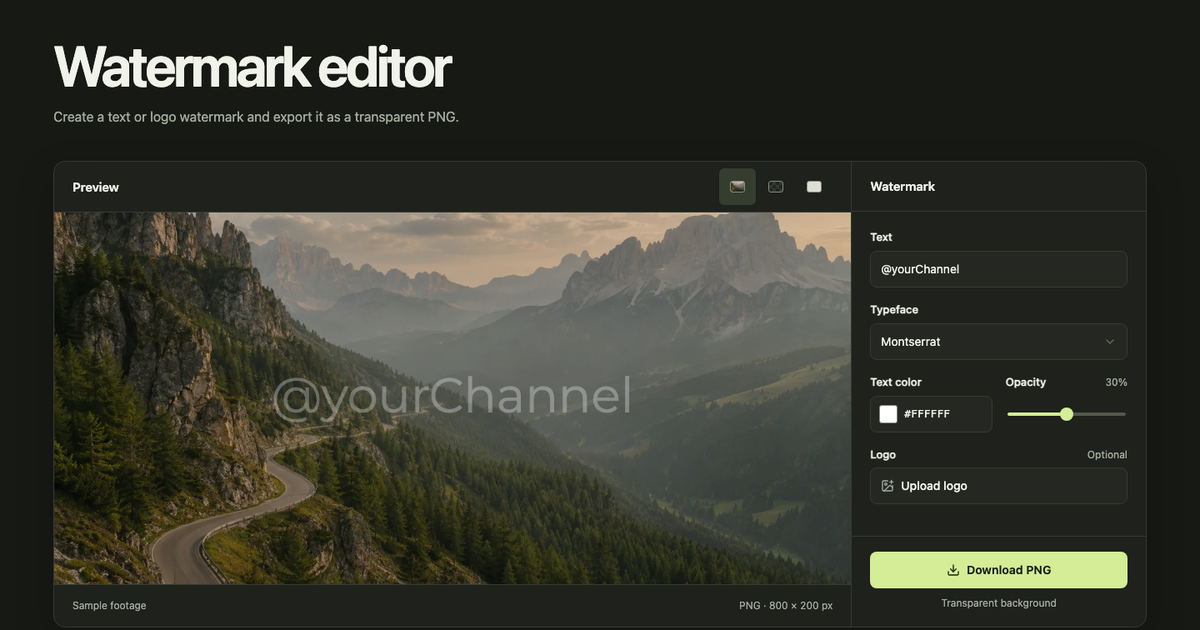 Watermark editor
Create a text or logo watermark and export it as a transparent PNG.
Preview
@yourChannel
Sample footage
PNG · 800 × 200 px
Watermark
Text
@yourChannel
Typeface
Montserrat
Text color
Opacity
30%
#FFFFFF
Logo
Optional
Upload logo
Download PNG
Transparent background